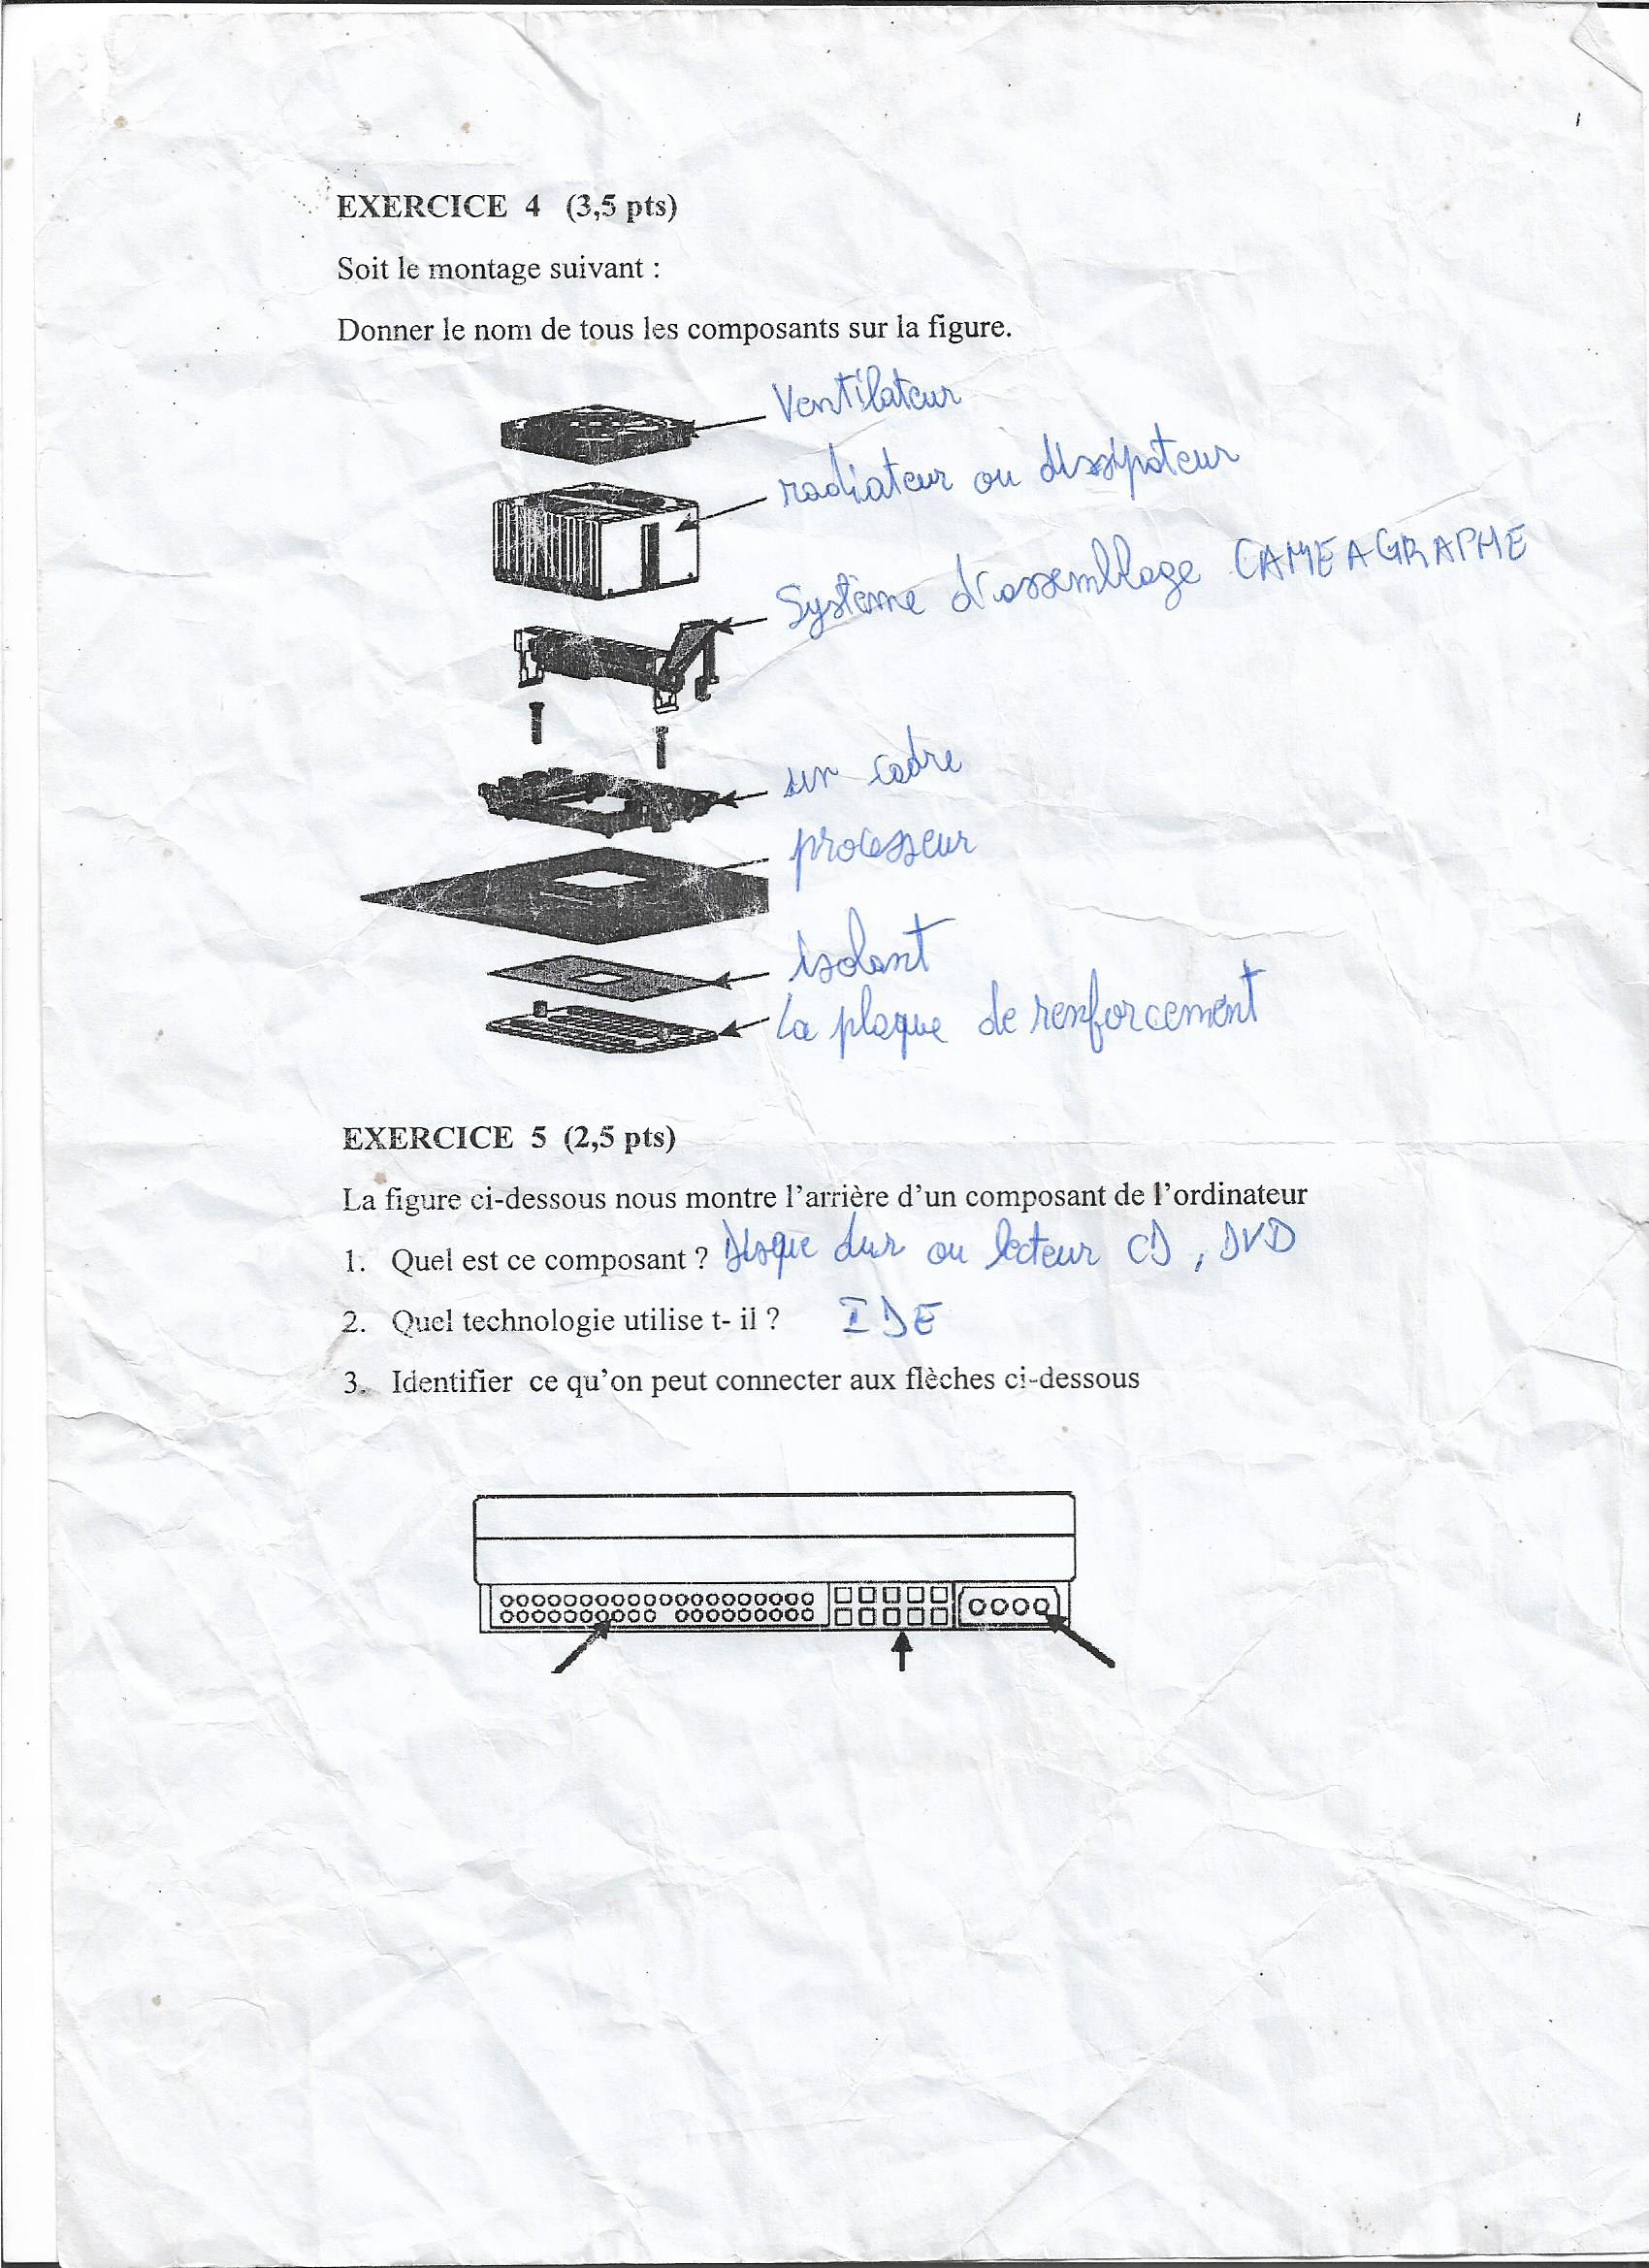 EXERCICE 4 (3,5 pts)
Soit le montage suivant :
Donner le nom de tous les composants sur la figure.
Ventilateur
radiateur ou dissipateur
Système d'assemblage CAMEAGRAPHE
un cadre
processeur
isolant
La plaque de renforcement
EXERCICE 5 (2,5 pts)
La figure ci-dessous nous montre l'arrière d'un composant de l'ordinateur
1. Quel est ce composant ? Disque dur ou lecteur CD, DVD
2. Quel technologie utilise t- il ? IDE
3. Identifier ce qu'on peut connecter aux flèches ci-dessous